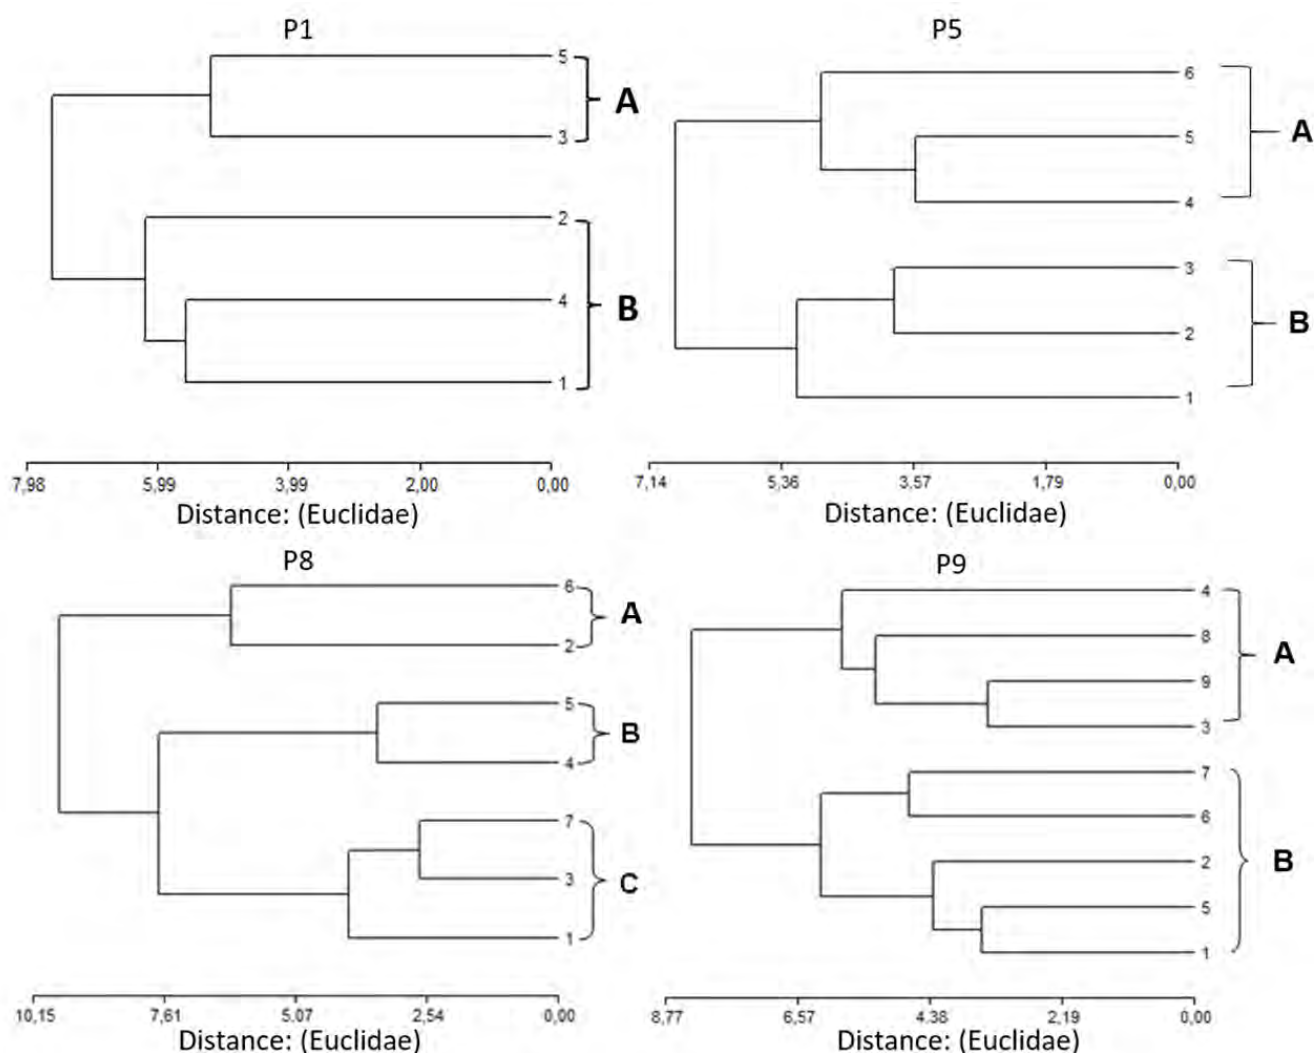 P1
5
A
3
2
4
B
1
7,98 5,99 3,99 2,00 0,00
Distance: (Euclidae)
P5
6
5
A
4
3
B
2
1
7,14 5,36 3,57 1,79 0,00
Distance: (Euclidae)
P8
6
A
2
5
B
4
7
3
C
1
10,15 7,61 5,07 2,54 0,00
Distance: (Euclidae)
P9
4
8
A
9
3
7
6
2
B
5
1
8,77 6,57 4,38 2,19 0,00
Distance: (Euclidae)